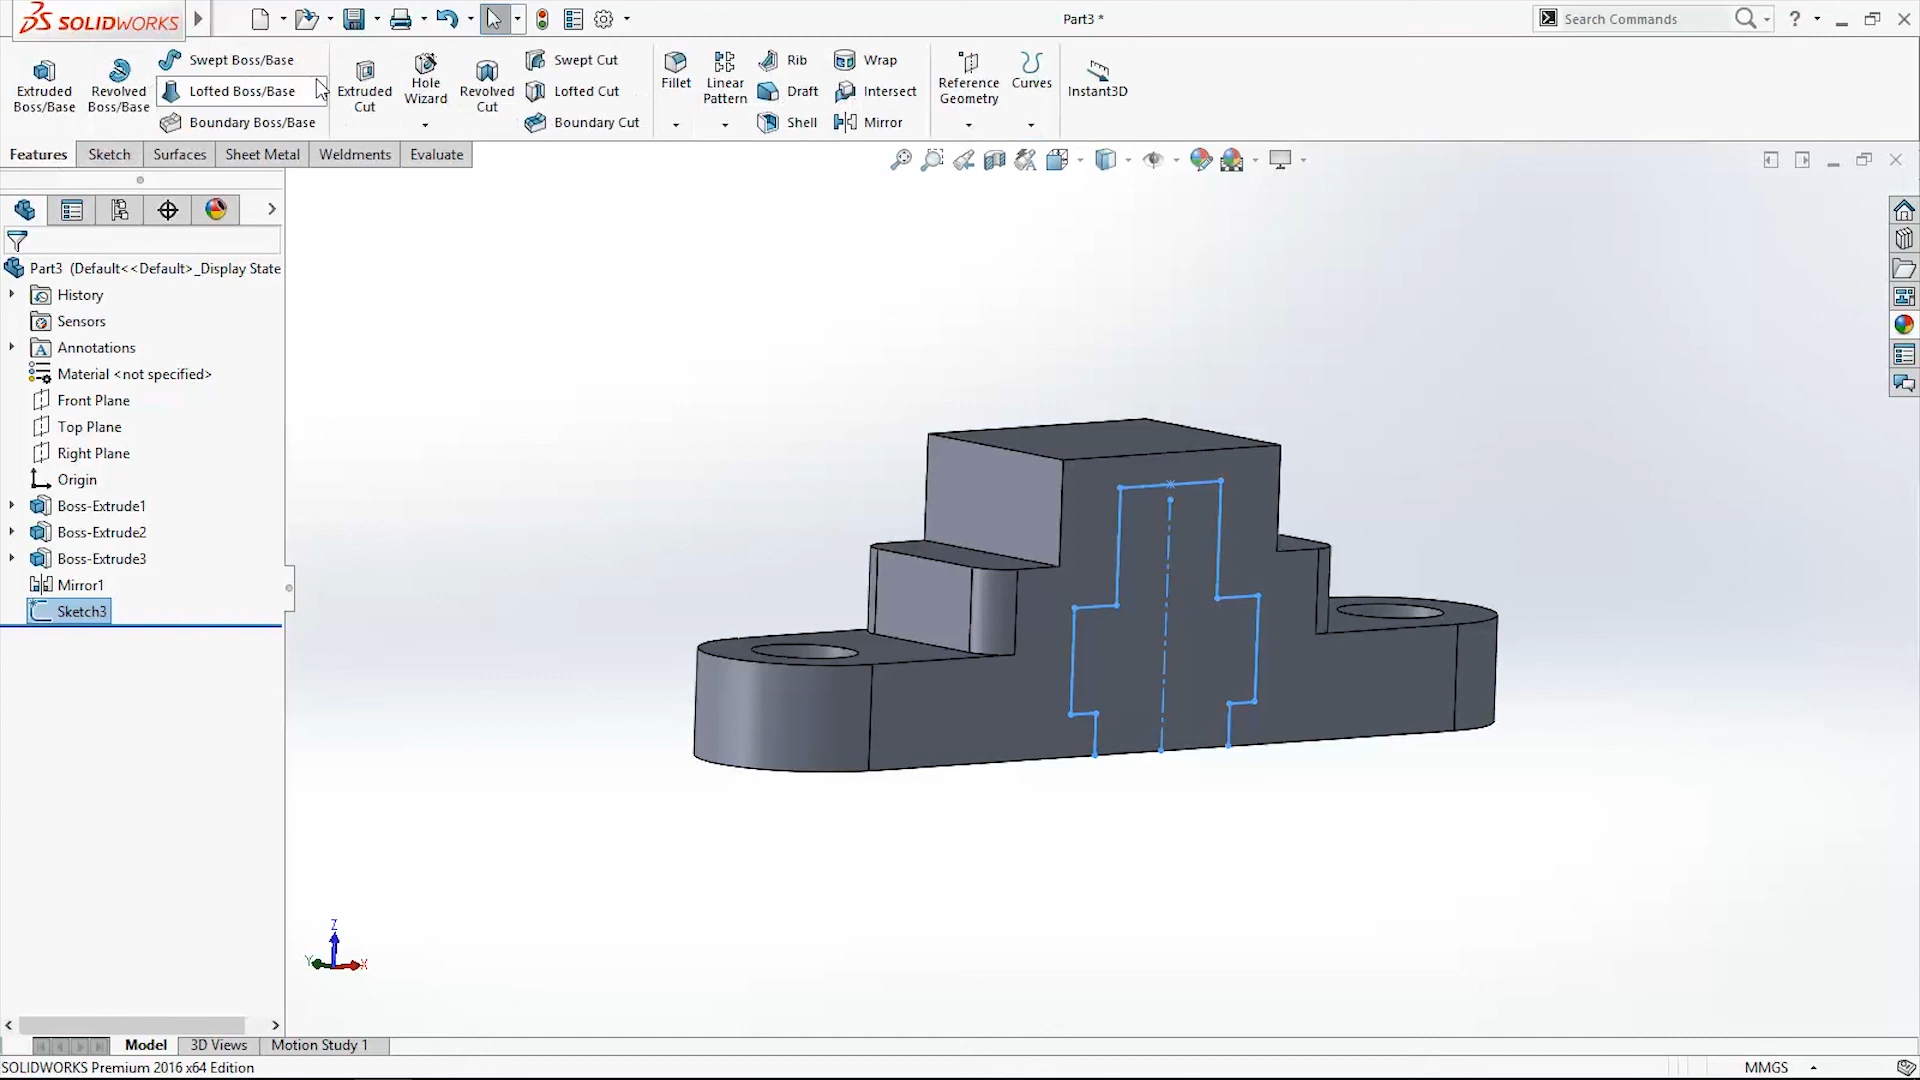 SOLIDWORKS
Part3 *
Search Commands
?
Extruded
Boss/Base
Revolved
Boss/Base
Swept Boss/Base
Lofted Boss/Base
Boundary Boss/Base
Extruded
Cut
Hole
Wizard
Revolved
Cut
Swept Cut
Lofted Cut
Boundary Cut
Fillet
Linear
Pattern
Rib
Draft
Shell
Wrap
Intersect
Mirror
Reference
Geometry
Curves
Instant3D
Features
Sketch
Surfaces
Sheet Metal
Weldments
Evaluate
Part3 (Default<<Default>_Display State
History
Sensors
Annotations
Material <not specified>
Front Plane
Top Plane
Right Plane
Origin
Boss-Extrude1
Boss-Extrude2
Boss-Extrude3
Mirror1
Sketch3
Z
Y
X
Model
3D Views
Motion Study 1
SOLIDWORKS Premium 2016 x64 Edition
MMGS